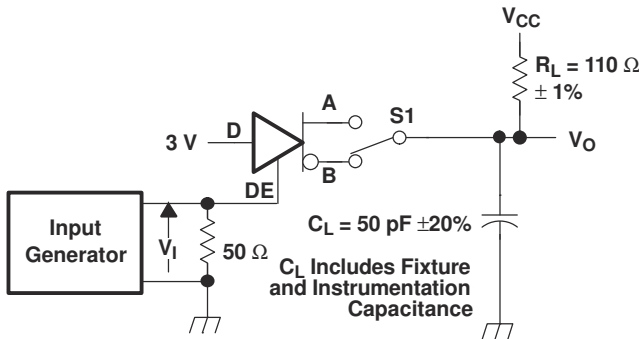 VCC
RL = 110 Ω
± 1%
A
S1
3 V
D
B
VO
DE
Input
Generator
VI
50 Ω
CL = 50 pF ±20%
CL Includes Fixture
and Instrumentation
Capacitance